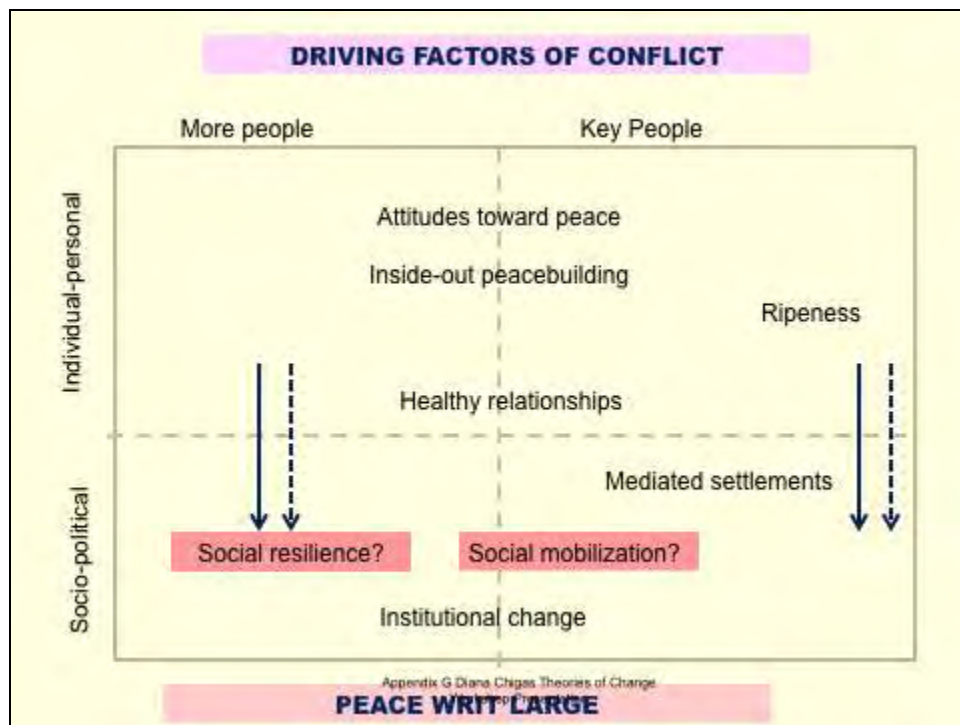 DRIVING FACTORS OF CONFLICT
More people
Key People
Individual-personal
Attitudes toward peace
Inside-out peacebuilding
Ripeness
Healthy relationships
Socio-political
Mediated settlements
Social resilience?
Social mobilization?
Institutional change
Appendix G Diana Chigas Theories of Change
PEACE WRIT LARGE